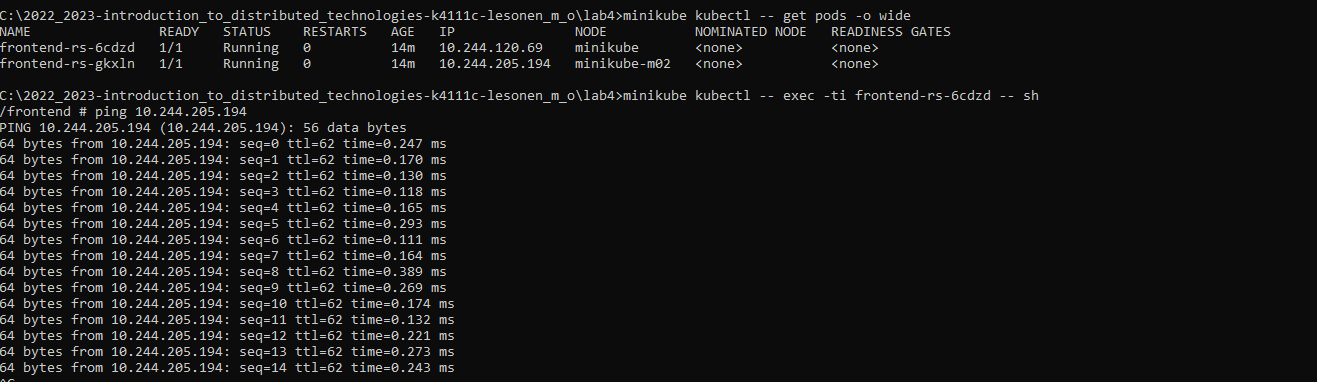 C:\2022_2023-introduction_to_distributed_technologies-k4111c-lesonen_m_o\lab4>minikube kubectl -- get pods -o wide
NAME                READY   STATUS    RESTARTS   AGE   IP               NODE           NOMINATED NODE   READINESS GATES
frontend-rs-6cdzd   1/1     Running   0          14m   10.244.120.69    minikube       <none>           <none>
frontend-rs-gkxln   1/1     Running   0          14m   10.244.205.194   minikube-m02   <none>           <none>
C:\2022_2023-introduction_to_distributed_technologies-k4111c-lesonen_m_o\lab4>minikube kubectl -- exec -ti frontend-rs-6cdzd -- sh
/frontend # ping 10.244.205.194
PING 10.244.205.194 (10.244.205.194): 56 data bytes
64 bytes from 10.244.205.194: seq=0 ttl=62 time=0.247 ms
64 bytes from 10.244.205.194: seq=1 ttl=62 time=0.170 ms
64 bytes from 10.244.205.194: seq=2 ttl=62 time=0.130 ms
64 bytes from 10.244.205.194: seq=3 ttl=62 time=0.118 ms
64 bytes from 10.244.205.194: seq=4 ttl=62 time=0.165 ms
64 bytes from 10.244.205.194: seq=5 ttl=62 time=0.293 ms
64 bytes from 10.244.205.194: seq=6 ttl=62 time=0.111 ms
64 bytes from 10.244.205.194: seq=7 ttl=62 time=0.164 ms
64 bytes from 10.244.205.194: seq=8 ttl=62 time=0.389 ms
64 bytes from 10.244.205.194: seq=9 ttl=62 time=0.269 ms
64 bytes from 10.244.205.194: seq=10 ttl=62 time=0.174 ms
64 bytes from 10.244.205.194: seq=11 ttl=62 time=0.132 ms
64 bytes from 10.244.205.194: seq=12 ttl=62 time=0.221 ms
64 bytes from 10.244.205.194: seq=13 ttl=62 time=0.273 ms
64 bytes from 10.244.205.194: seq=14 ttl=62 time=0.243 ms